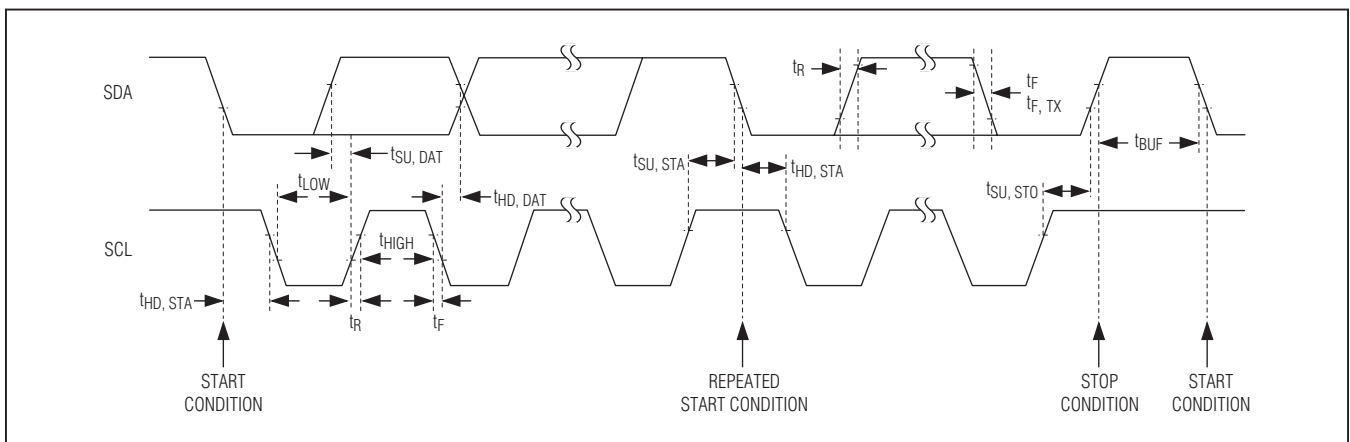 SDA
tR
tF
tF, TX
tSU, DAT
tSU, STA
tHD, STA
tBUF
tLOW
tHD, DAT
tSU, STO
SCL
tHIGH
tHD, STA
tR
tF
START
CONDITION
REPEATED
START CONDITION
STOP
CONDITION
START
CONDITION